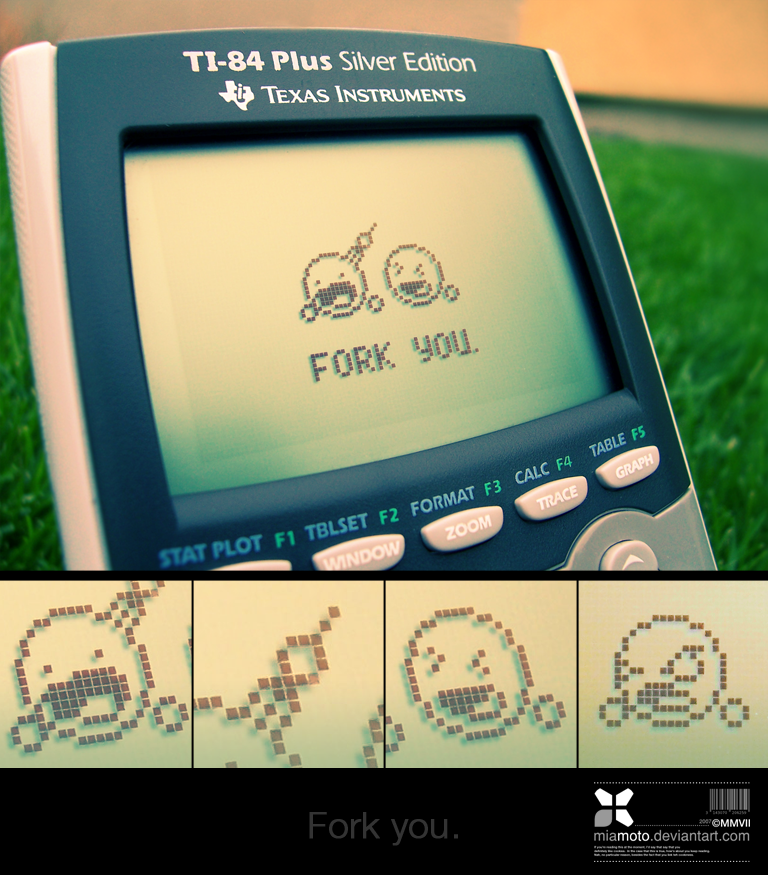 TI-84 Plus Silver Edition
TEXAS INSTRUMENTS
FORK YOU.
STAT PLOT F1 TBLSET F2 FORMAT F3 CALC F4 TABLE F5
WINDOW ZOOM TRACE GRAPH
Fork you.
2007 ©MMVII
miamoto.deviantart.com